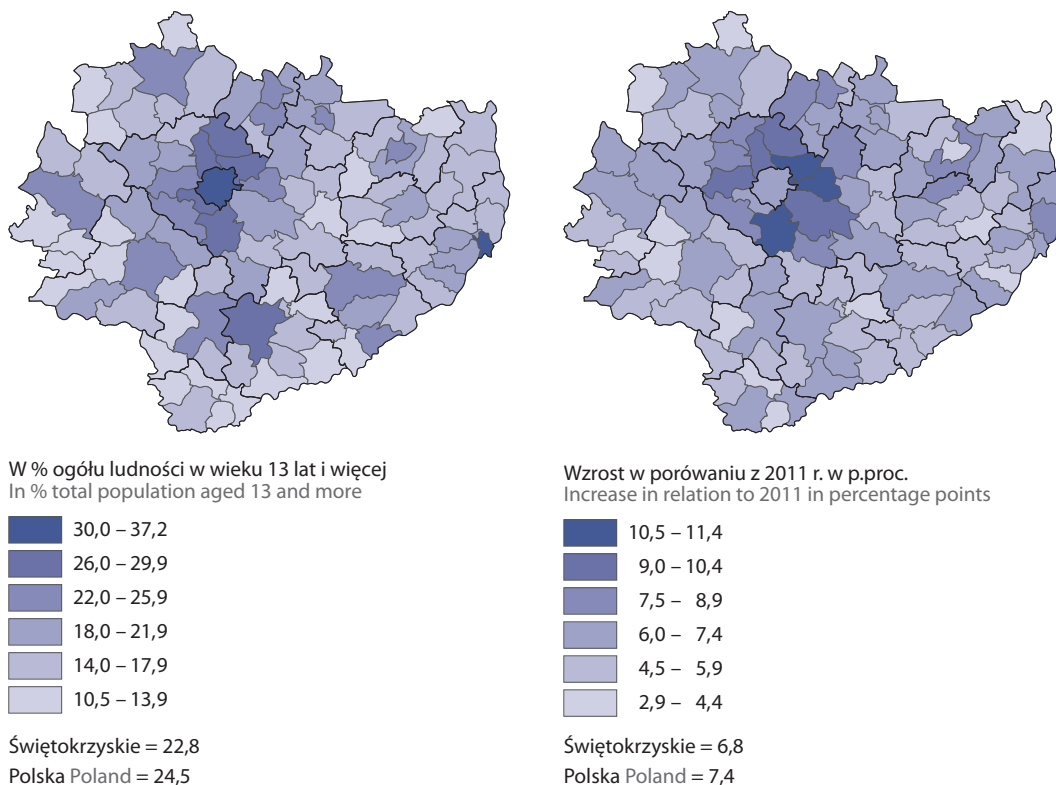 W % ogółu ludności w wieku 13 lat i więcej
In % total population aged 13 and more
30,0 – 37,2
26,0 – 29,9
22,0 – 25,9
18,0 – 21,9
14,0 – 17,9
10,5 – 13,9
Świętokrzyskie = 22,8
Polska Poland = 24,5
Wzrost w porówaniu z 2011 r. w p.proc.
Increase in relation to 2011 in percentage points
10,5 – 11,4
9,0 – 10,4
7,5 – 8,9
6,0 – 7,4
4,5 – 5,9
2,9 – 4,4
Świętokrzyskie = 6,8
Polska Poland = 7,4